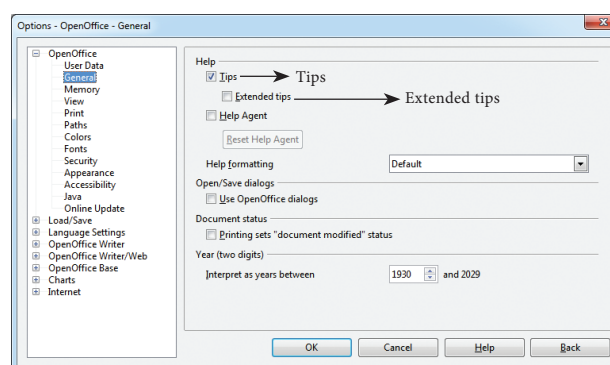 Options - OpenOffice - General
OpenOffice
User Data
General
Memory
View
Print
Paths
Colors
Fonts
Security
Appearance
Accessibility
Java
Online Update
Load/Save
Language Settings
OpenOffice Writer
OpenOffice Writer/Web
OpenOffice Base
Charts
Internet
Help
Tips Tips
Extended tips Extended tips
Help Agent
Reset Help Agent
Help formatting Default
Open/Save dialogs
Use OpenOffice dialogs
Document status
Printing sets "document modified" status
Year (two digits)
Interpret as years between 1930 and 2029
OK Cancel Help Back